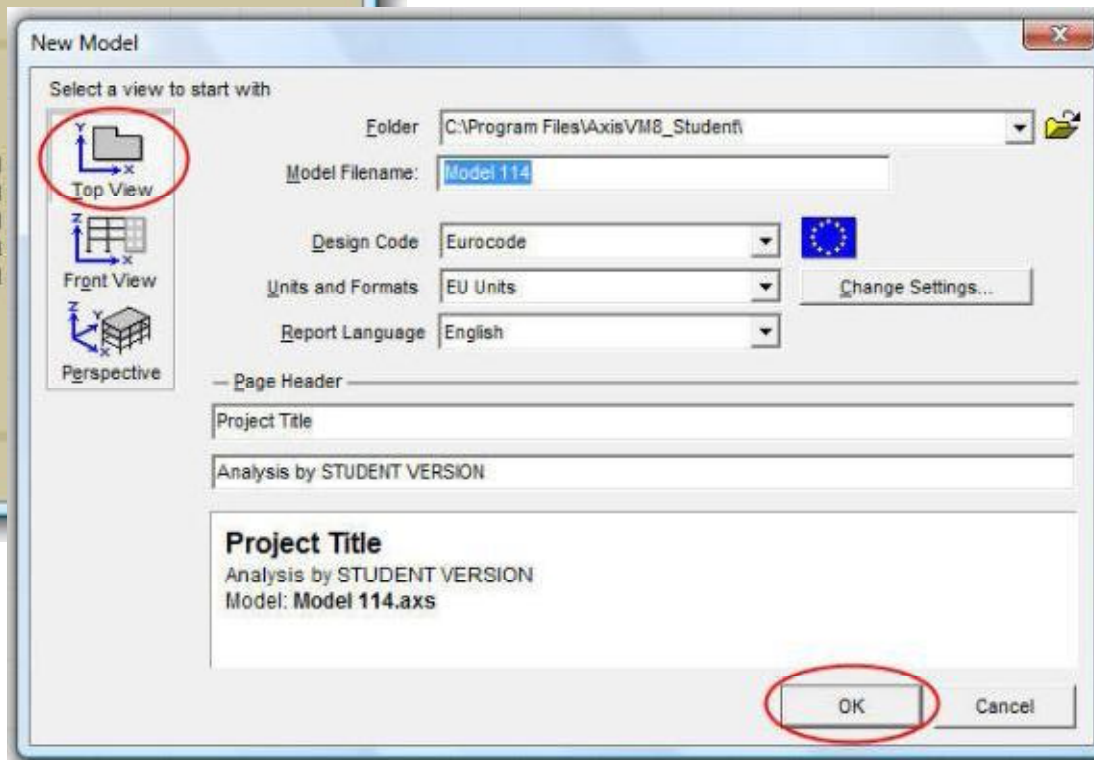 New Model
Select a view to start with
Top View
Front View
Perspective
Folder C:\Program Files\AxisVM8_Student\
Model Filename: Model 114
Design Code Eurocode
Units and Formats EU Units Change Settings...
Report Language English
Page Header
Project Title
Analysis by STUDENT VERSION
Project Title
Analysis by STUDENT VERSION
Model: Model 114.axs
OK Cancel